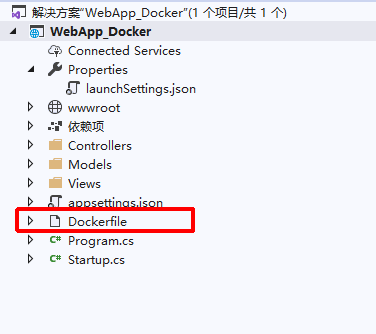 解决方案"WebApp_Docker"(1 个项目/共 1 个)
WebApp_Docker
Connected Services
Properties
launchSettings.json
wwwroot
依赖项
Controllers
Models
Views
appsettings.json
Dockerfile
C# Program.cs
C# Startup.cs